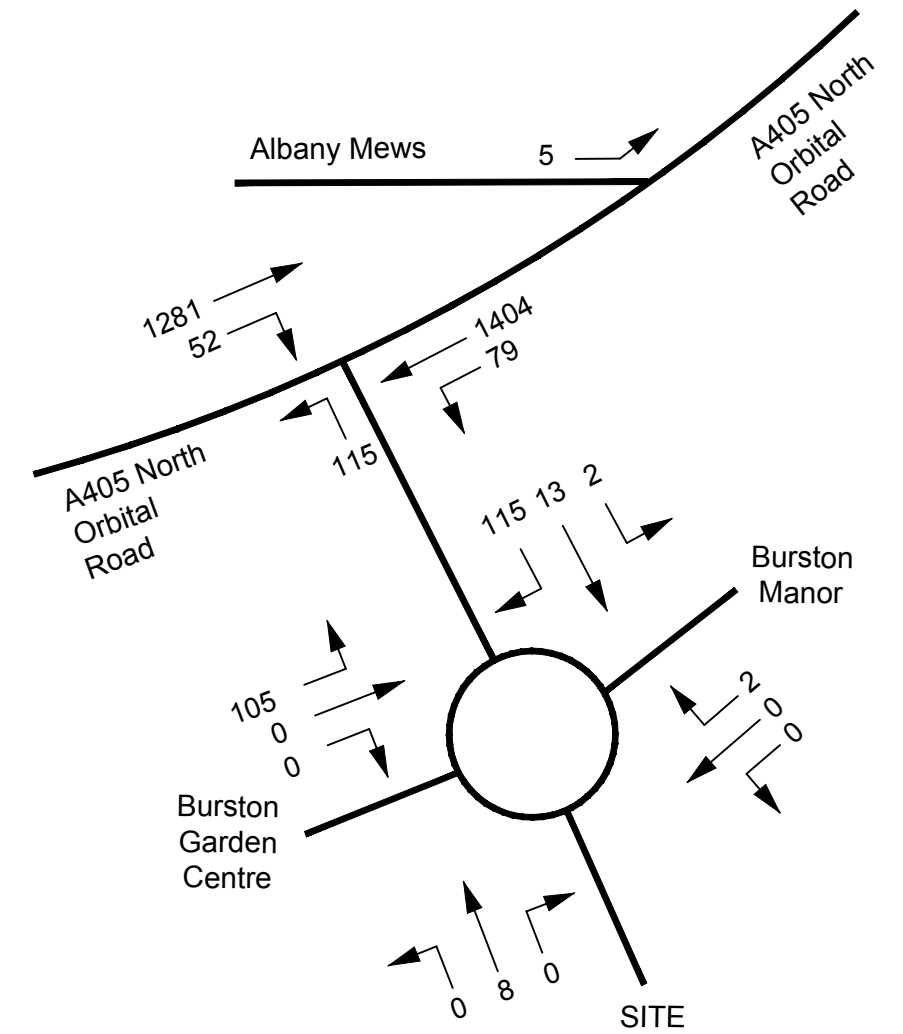 A405 North
Orbital
Road
Albany Mews
5
1281
52
1404
79
115
A405 North
Orbital
Road
115 13 2
Burston
Manor
105
0
0
2
0
0
Burston
Garden
Centre
0 8 0
SITE